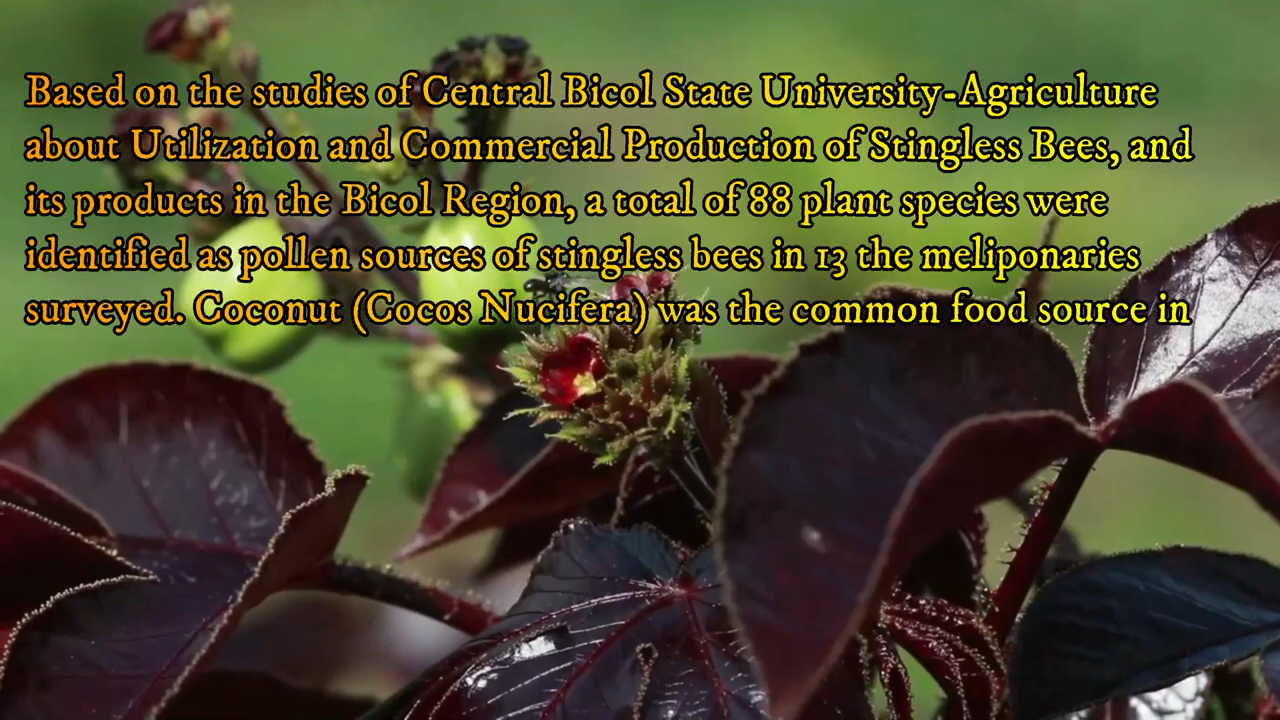 Based on the studies of Central Bicol State University-Agriculture
about Utilization and Commercial Production of Stingless Bees, and
its products in the Bicol Region, a total of 88 plant species were
identified as pollen sources of stingless bees in 13 the meliponaries
surveyed. Coconut (Cocos Nucifera) was the common food source in